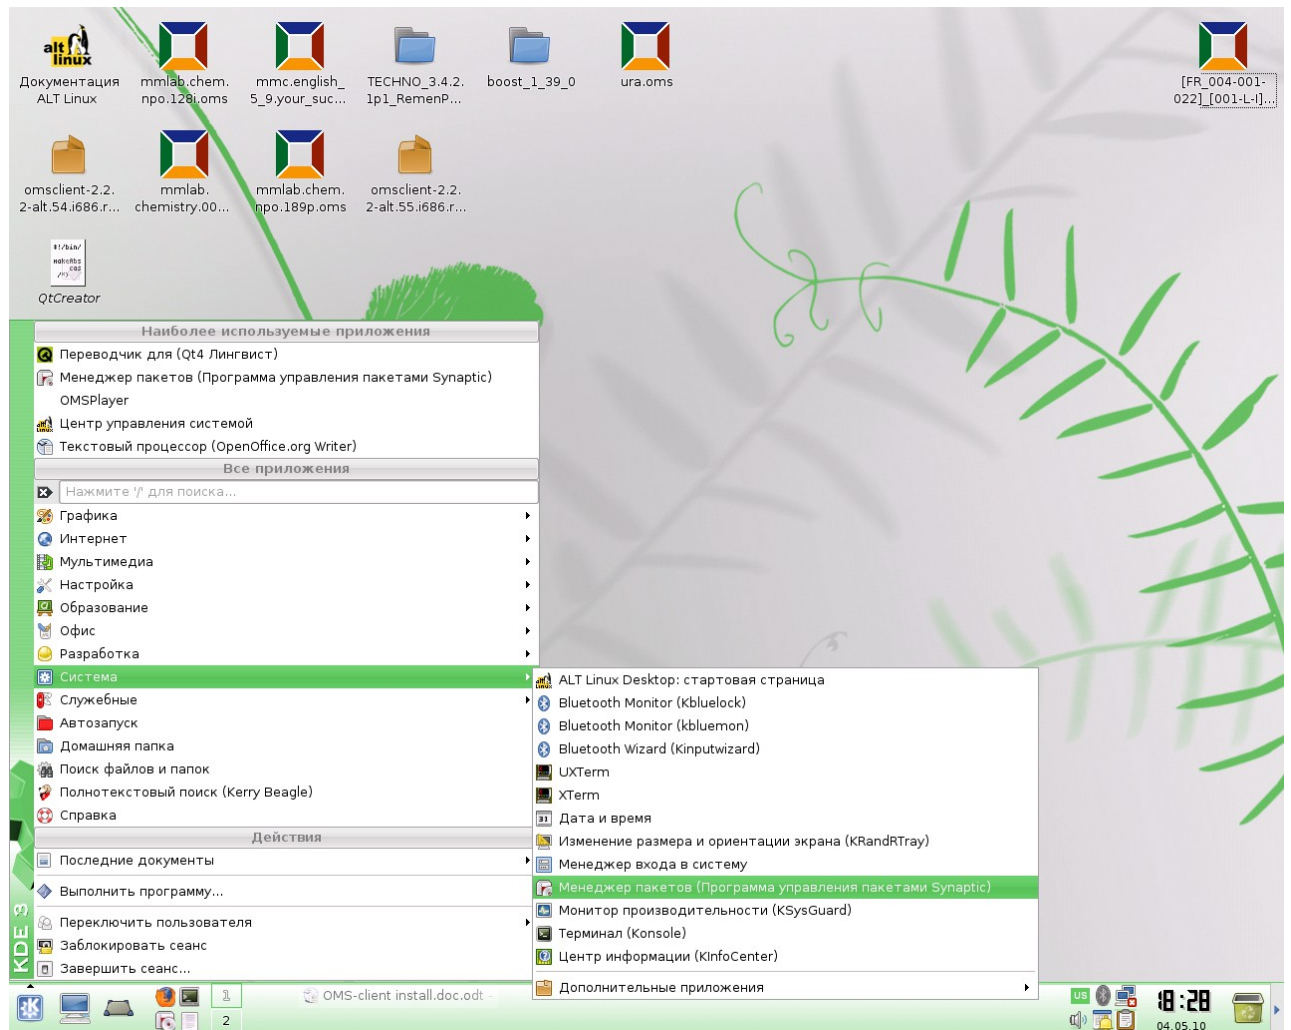 alt
linux
Документация
ALT Linux
mmlab.chem.
npo.128i.oms
mmc.english_
5_9.your_suc...
TECHNO_3.4.2.
1p1_RemenP...
boost_1_39_0
ura.oms
[FR_004-001-
022]_[001-L-I]...
omsclient-2.2.
2-alt.54.i686.r...
mmlab.
chemistry.00...
mmlab.chem.
npo.189p.oms
omsclient-2.2.
2-alt.55.i686.r...
#!/bin/
QtCreator
Наиболее используемые приложения
Переводчик для (Qt4 Лингвист)
Менеджер пакетов (Программа управления пакетами Synaptic)
OMSPlayer
Центр управления системой
Текстовый процессор (OpenOffice.org Writer)
Все приложения
Нажмите '/' для поиска...
Графика
Интернет
Мультимедиа
Настройка
Образование
Офис
Разработка
Система
Служебные
Автозапуск
Домашняя папка
Поиск файлов и папок
Полнотекстовый поиск (Kerry Beagle)
Справка
Действия
Последние документы
Выполнить программу...
Переключить пользователя
Заблокировать сеанс
Завершить сеанс...
KDE 3
ALT Linux Desktop: стартовая страница
Bluetooth Monitor (Kbluelock)
Bluetooth Monitor (kbluemon)
Bluetooth Wizard (Kinputwizard)
UXTerm
XTerm
Дата и время
Изменение размера и ориентации экрана (KRandRTray)
Менеджер входа в систему
Менеджер пакетов (Программа управления пакетами Synaptic)
Монитор производительности (KSysGuard)
Терминал (Konsole)
Центр информации (KInfoCenter)
Дополнительные приложения
1
2
OMS-client install.doc.odt -
US
18:28
04.05.10